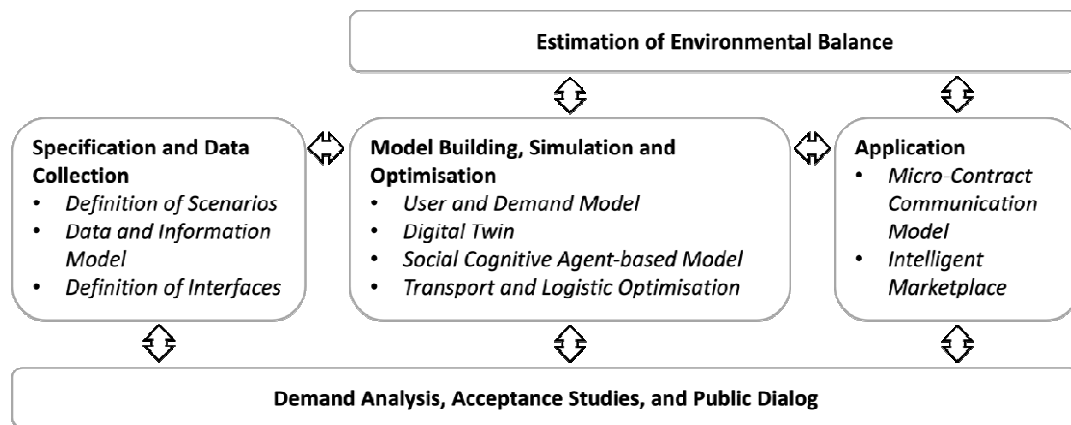 Estimation of Environmental Balance
Specification and Data
Collection
• Definition of Scenarios
• Data and Information
Model
• Definition of Interfaces
Model Building, Simulation and
Optimisation
• User and Demand Model
• Digital Twin
• Social Cognitive Agent-based Model
• Transport and Logistic Optimisation
Application
• Micro-Contract
Communication
Model
• Intelligent
Marketplace
Demand Analysis, Acceptance Studies, and Public Dialog